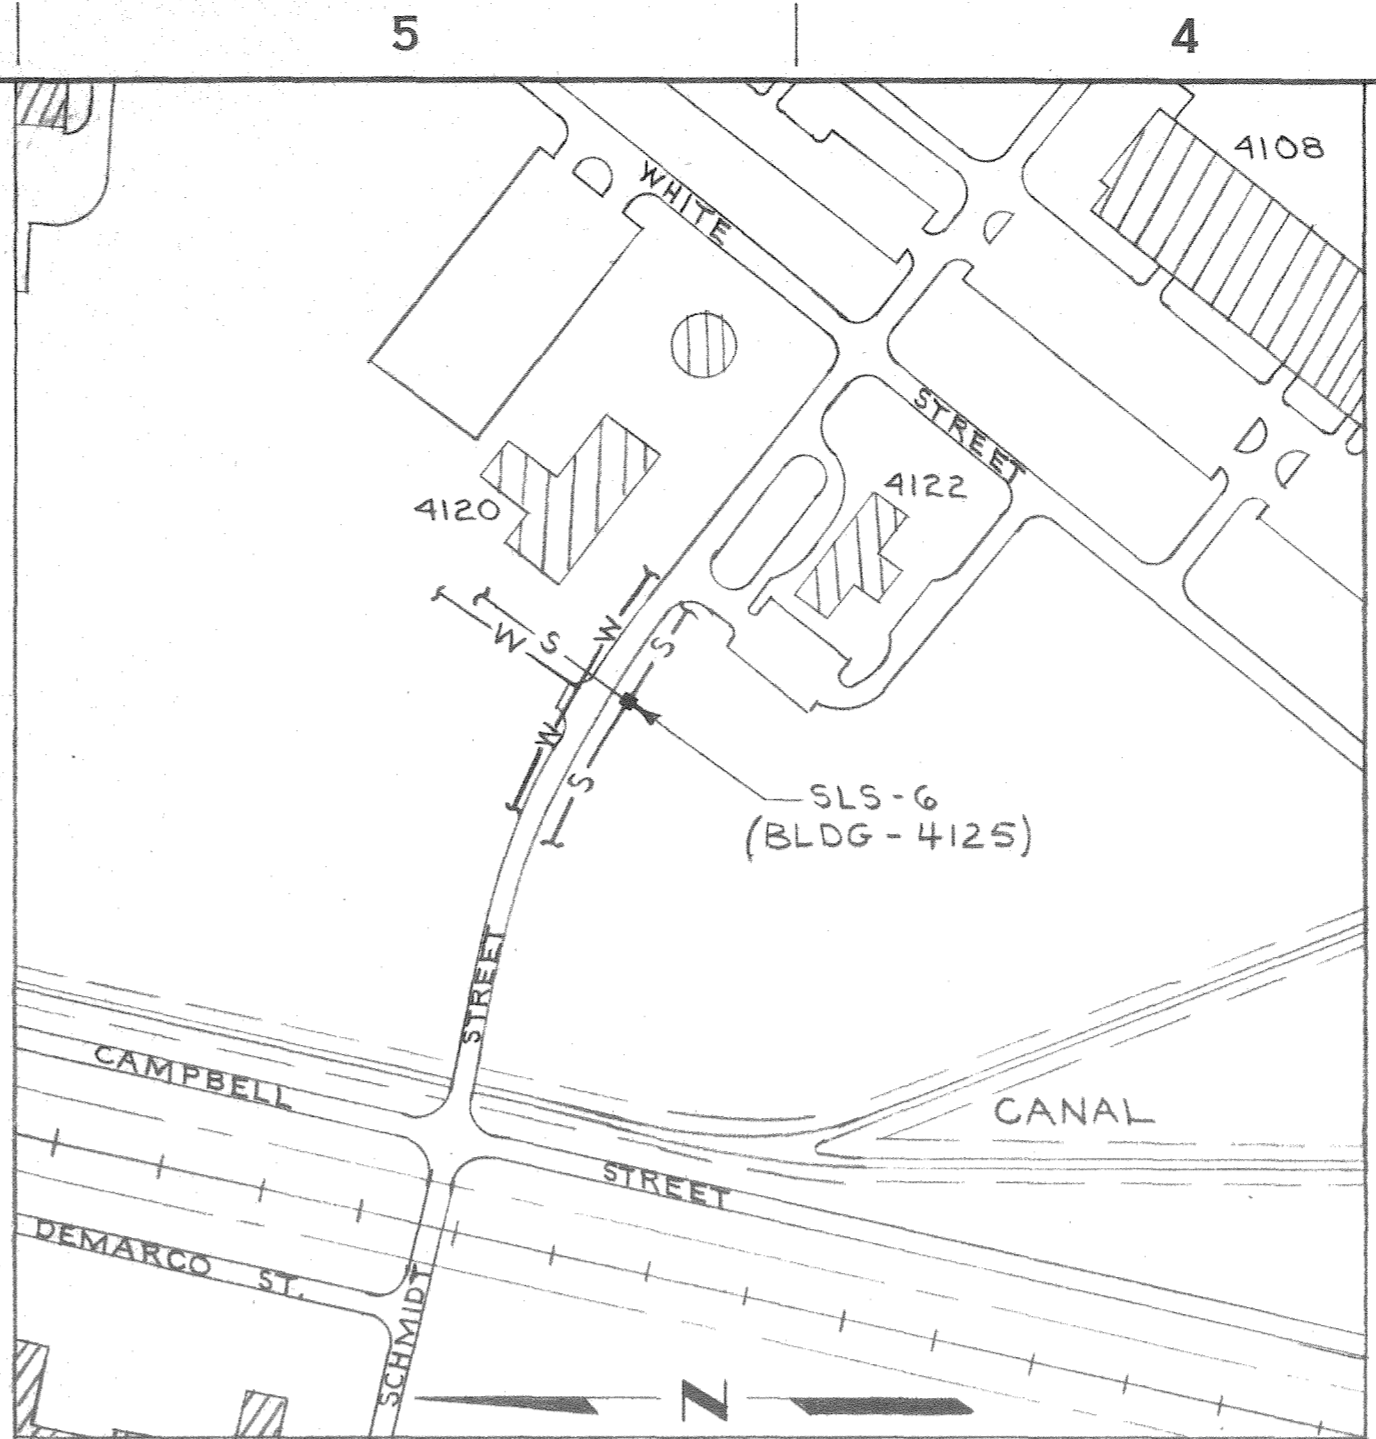 5
4
4108
WHITE
STREET
4122
4120
W
S
W
S
W
S
SLS-6
(BLDG-4125)
STREET
CAMPBELL
CANAL
STREET
DEMARCO ST.
SCHMIDT
N